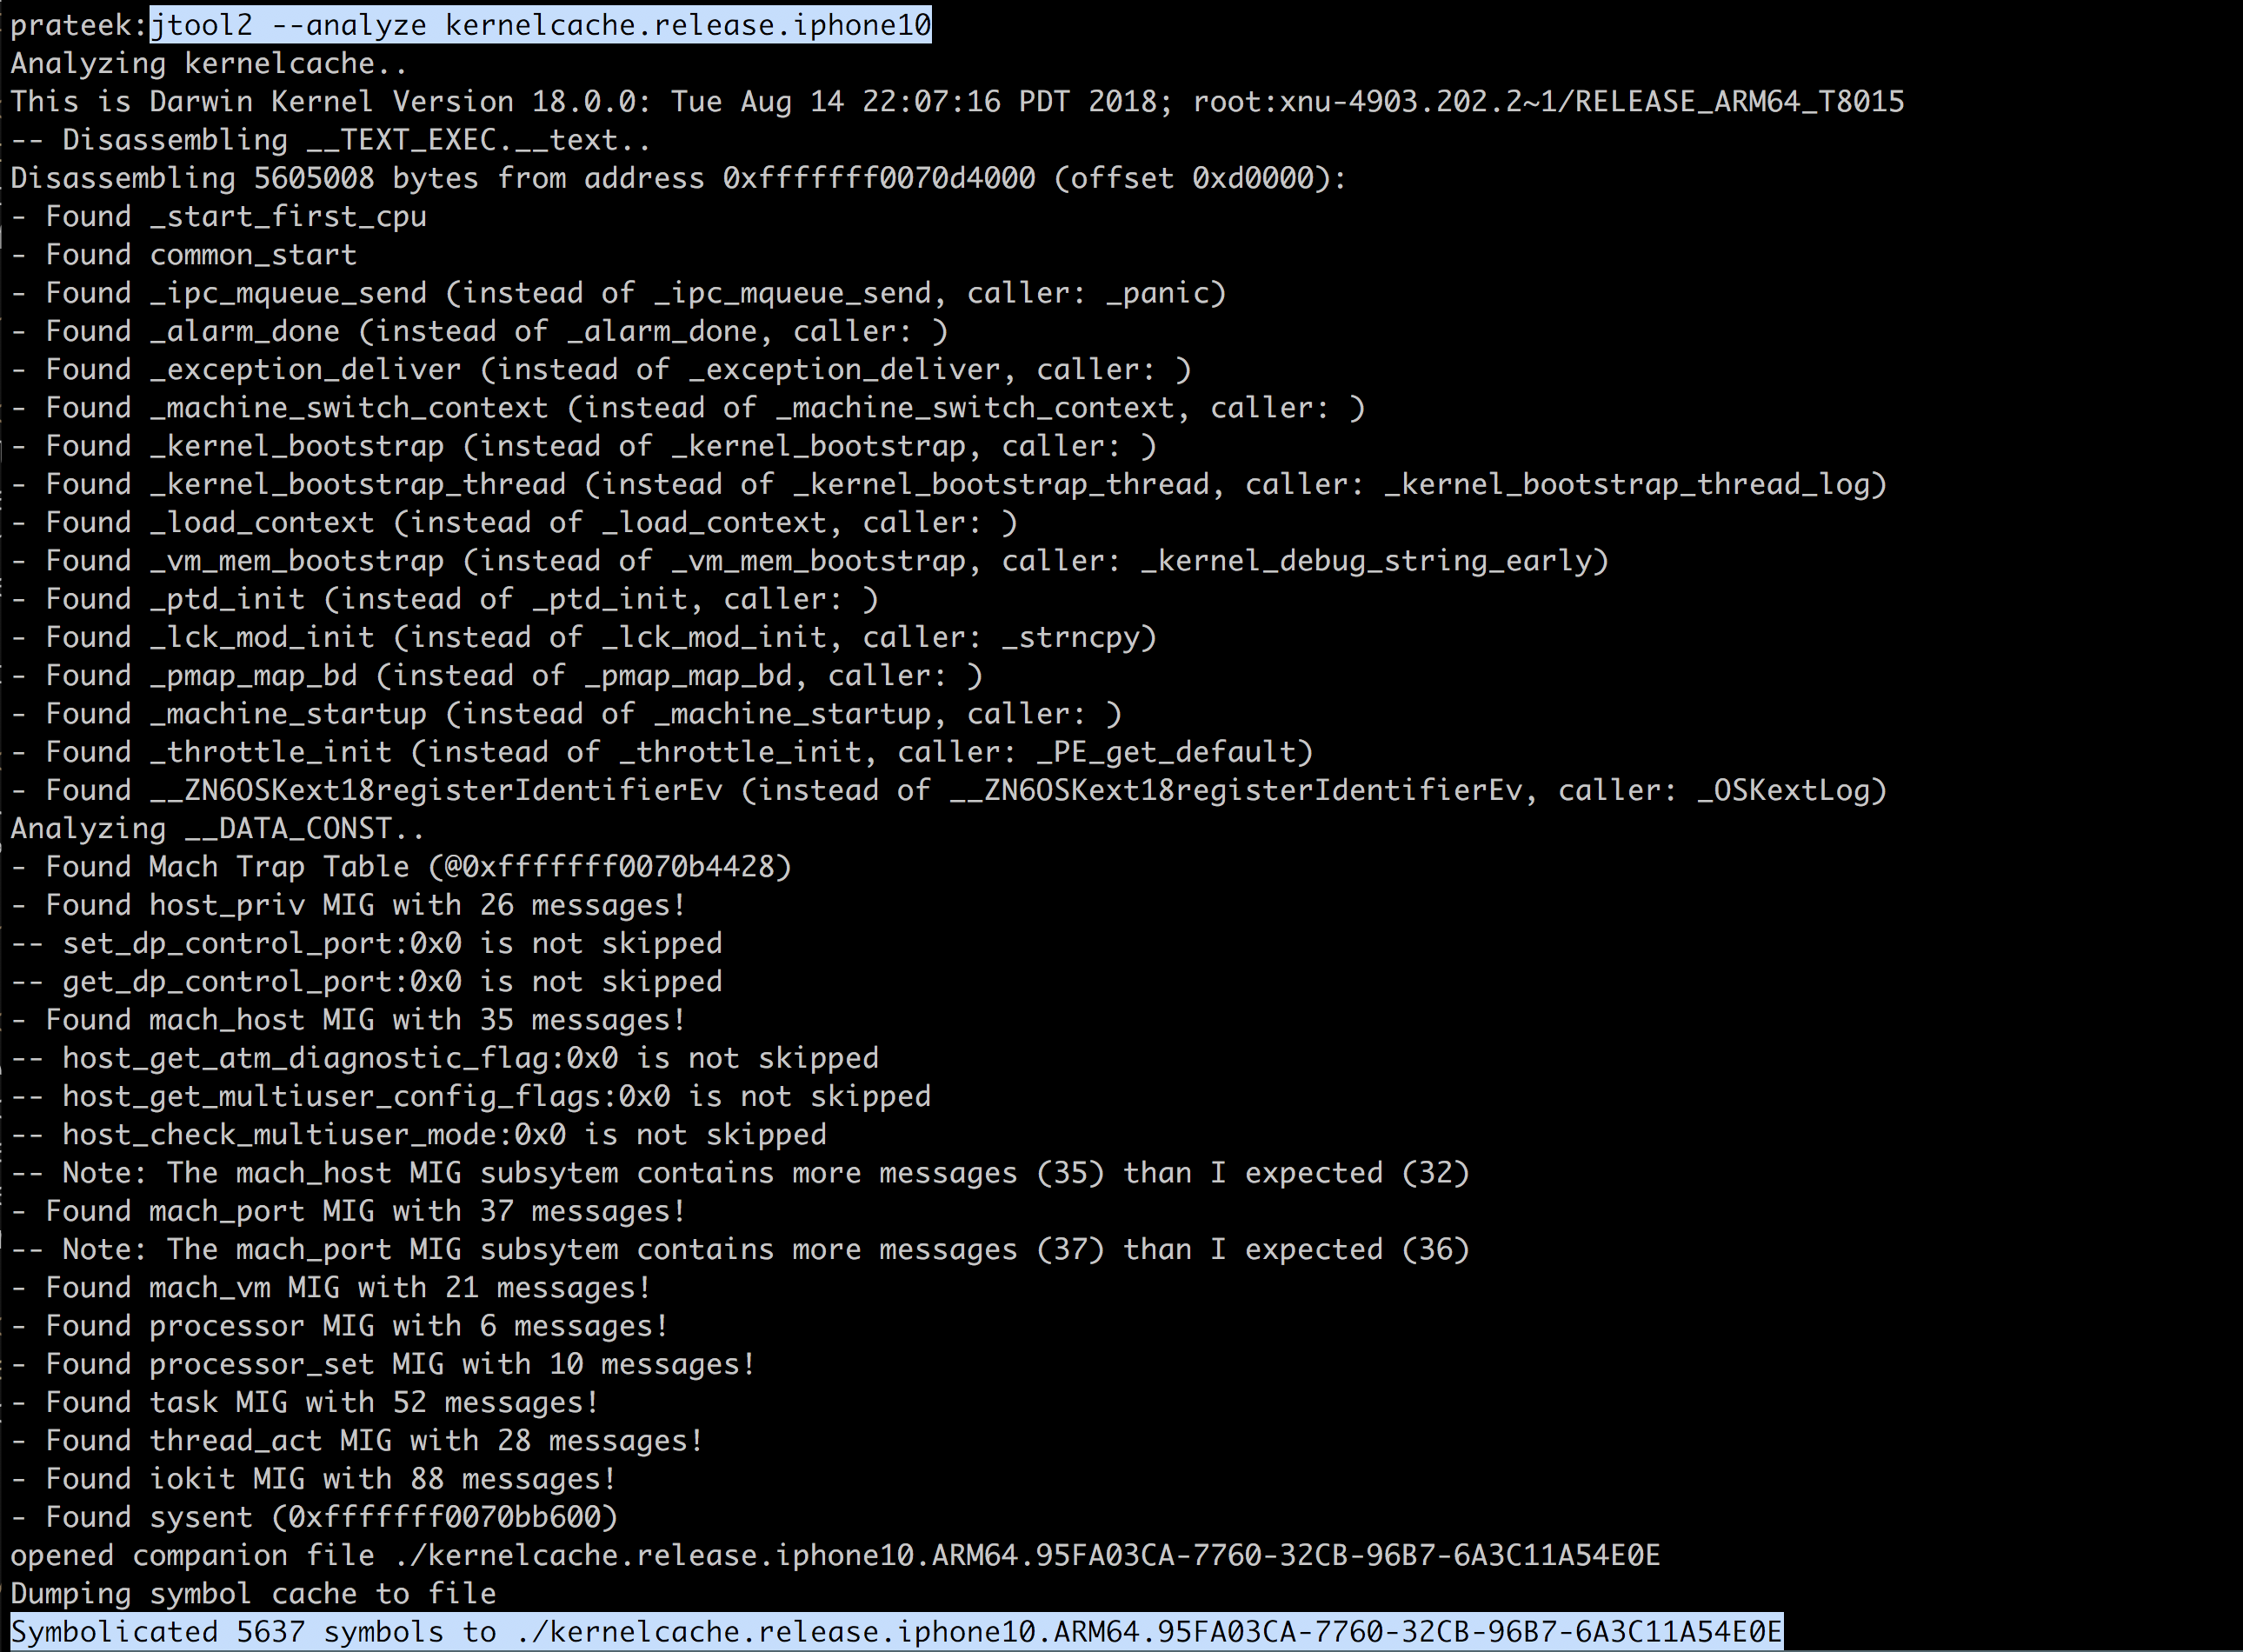 prateek:jtool2 --analyze kernelcache.release.iphone10
Analyzing kernelcache..
This is Darwin Kernel Version 18.0.0: Tue Aug 14 22:07:16 PDT 2018; root:xnu-4903.202.2~1/RELEASE_ARM64_T8015
-- Disassembling __TEXT_EXEC.__text..
Disassembling 5605008 bytes from address 0xfffffff0070d4000 (offset 0xd0000):
- Found _start_first_cpu
- Found common_start
- Found _ipc_mqueue_send (instead of _ipc_mqueue_send, caller: _panic)
- Found _alarm_done (instead of _alarm_done, caller: )
- Found _exception_deliver (instead of _exception_deliver, caller: )
- Found _machine_switch_context (instead of _machine_switch_context, caller: )
- Found _kernel_bootstrap (instead of _kernel_bootstrap, caller: )
- Found _kernel_bootstrap_thread (instead of _kernel_bootstrap_thread, caller: _kernel_bootstrap_thread_log)
- Found _load_context (instead of _load_context, caller: )
- Found _vm_mem_bootstrap (instead of _vm_mem_bootstrap, caller: _kernel_debug_string_early)
- Found _ptd_init (instead of _ptd_init, caller: )
- Found _lck_mod_init (instead of _lck_mod_init, caller: _strncpy)
- Found _pmap_map_bd (instead of _pmap_map_bd, caller: )
- Found _machine_startup (instead of _machine_startup, caller: )
- Found _throttle_init (instead of _throttle_init, caller: _PE_get_default)
- Found __ZN6OSKext18registerIdentifierEv (instead of __ZN6OSKext18registerIdentifierEv, caller: _OSKextLog)
Analyzing __DATA_CONST..
- Found Mach Trap Table (@0xfffffff0070b4428)
- Found host_priv MIG with 26 messages!
-- set_dp_control_port:0x0 is not skipped
-- get_dp_control_port:0x0 is not skipped
- Found mach_host MIG with 35 messages!
-- host_get_atm_diagnostic_flag:0x0 is not skipped
-- host_get_multiuser_config_flags:0x0 is not skipped
-- host_check_multiuser_mode:0x0 is not skipped
-- Note: The mach_host MIG subsytem contains more messages (35) than I expected (32)
- Found mach_port MIG with 37 messages!
-- Note: The mach_port MIG subsytem contains more messages (37) than I expected (36)
- Found mach_vm MIG with 21 messages!
- Found processor MIG with 6 messages!
- Found processor_set MIG with 10 messages!
- Found task MIG with 52 messages!
- Found thread_act MIG with 28 messages!
- Found iokit MIG with 88 messages!
- Found sysent (0xfffffff0070bb600)
opened companion file ./kernelcache.release.iphone10.ARM64.95FA03CA-7760-32CB-96B7-6A3C11A54E0E
Dumping symbol cache to file
Symbolicated 5637 symbols to ./kernelcache.release.iphone10.ARM64.95FA03CA-7760-32CB-96B7-6A3C11A54E0E